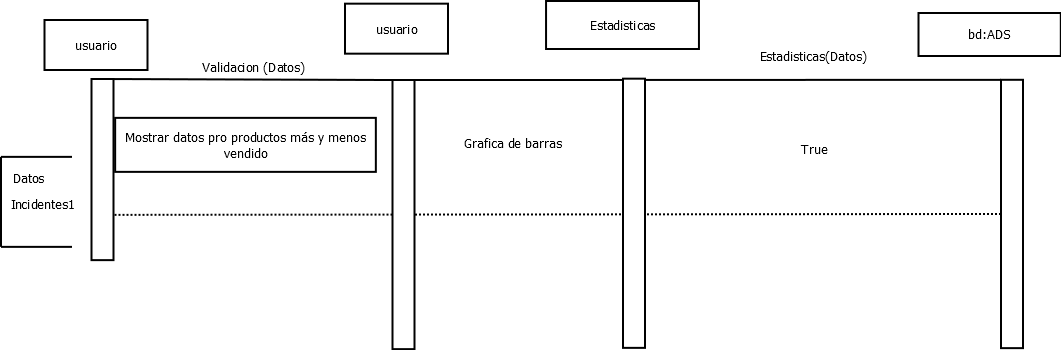 usuario
usuario
Estadisticas
bd:ADS
Validacion (Datos)
Estadisticas(Datos)
Mostrar datos pro productos más y menos
vendido
Grafica de barras
True
Datos
Incidentes1